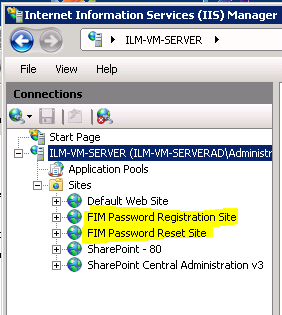 Internet Information Services (IIS) Manager
ILM-VM-SERVER
File View Help
Connections
Start Page
ILM-VM-SERVER (ILM-VM-SERVERAD\Administr
Application Pools
Sites
Default Web Site
FIM Password Registration Site
FIM Password Reset Site
SharePoint - 80
SharePoint Central Administration v3